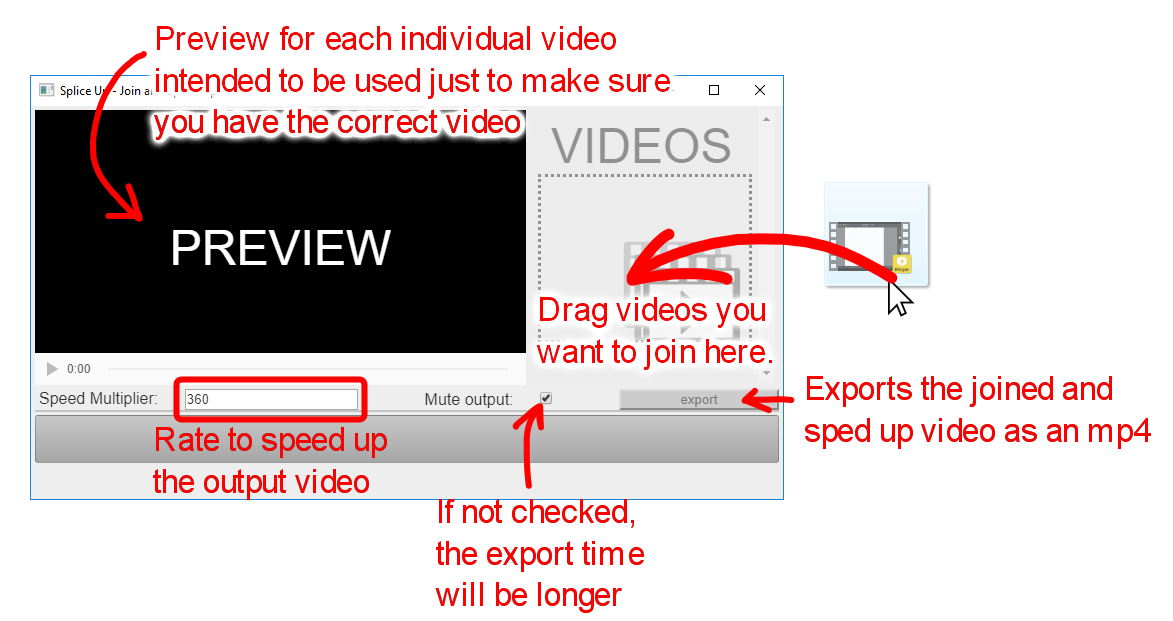 Preview for each individual video
intended to be used just to make sure
you have the correct video
Splice Up - Join an
VIDEOS
PREVIEW
Drag videos you
want to join here.
0:00
Speed Multiplier:
360
Mute output:
export
Exports the joined and
sped up video as an mp4
Rate to speed up
the output video
If not checked,
the export time
will be longer